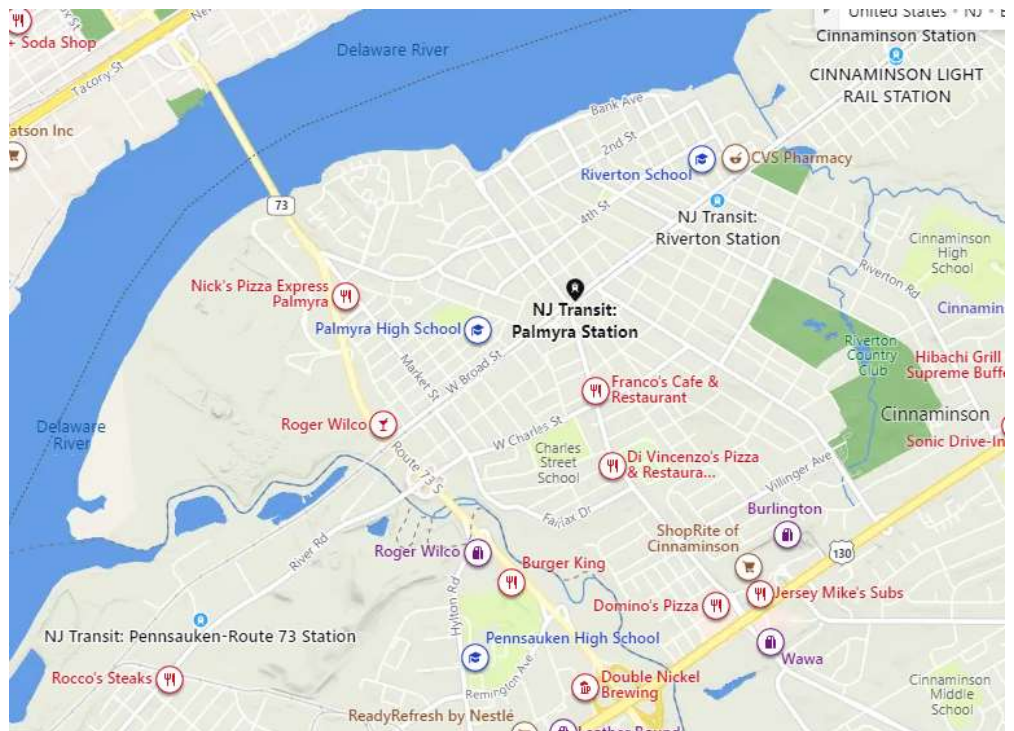 United States • NJ •
+ Soda Shop
Delaware River
Cinnaminson Station
Tacony St
CINNAMINSON LIGHT
RAIL STATION
Bank Ave
atson Inc
2nd St
CVS Pharmacy
Riverton School
73
4th St
NJ Transit:
Riverton Station
Cinnaminson
High
School
Riverton Rd
Nick's Pizza Express
Palmyra
NJ Transit:
Palmyra Station
Cinnamin
Palmyra High School
Riverton
Country
Club
Hibachi Grill
Supreme Buffe
Market St
W Broad St
Franco's Cafe &
Restaurant
Cinnaminson
Roger Wilco
Delaware
River
W Charles St
Sonic Drive-In
Charles
Street
School
Route 73 S
Di Vincenzo's Pizza
& Restaura...
Villinger Ave
Fairfax Dr
Burlington
ShopRite of
Cinnaminson
River Rd
Roger Wilco
130
Burger King
Jersey Mike's Subs
Domino's Pizza
Hylton Rd
NJ Transit: Pennsauken-Route 73 Station
Pennsauken High School
Wawa
Rocco's Steaks
Remington Ave
Double Nickel
Brewing
Cinnaminson
Middle
School
ReadyRefresh by Nestlé
Leather Bound